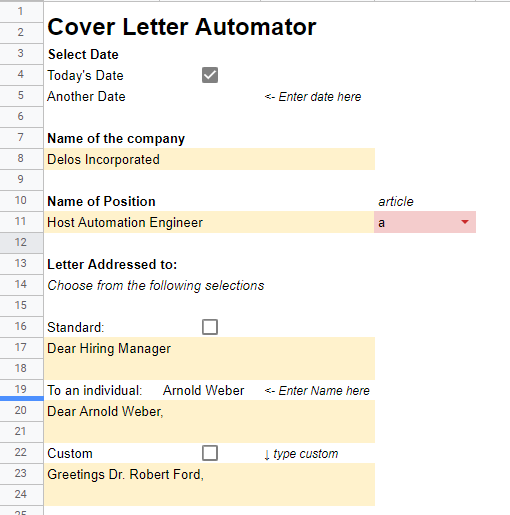 1
2 Cover Letter Automator
3 Select Date
4 Today's Date
5 Another Date <- Enter date here
6
7 Name of the company
8 Delos Incorporated
9
10 Name of Position article
11 Host Automation Engineer a
12
13 Letter Addressed to:
14 Choose from the following selections
15
16 Standard:
17 Dear Hiring Manager
18
19 To an individual: Arnold Weber <- Enter Name here
20 Dear Arnold Weber,
21
22 Custom ↓ type custom
23 Greetings Dr. Robert Ford,
24
25